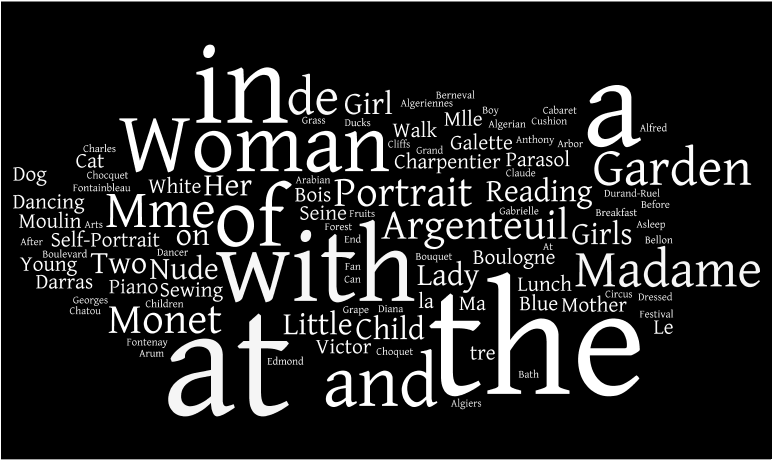 in de Girl Algeriennes Berneval a
Grass Ducks Mlle Boy Algerian Cabaret Cushion Alfred
Woman Walk Cliffs Grand Galette Anthony Arbor
Charles Cat Chocquet Charpentier Parasol Claude Garden
Dog Fontainbleau White Her Arabian Bois Portrait Reading Durand-Ruel Before
Dancing Mme of Seine Fruits Argenteuil Gabrielle Breakfast
Moulin Arts on Forest Girls Asleep
After Self-Portrait End At Bellon
Boulevard Dancer with Bouquet Boulogne
Young Two Nude Fan Lady Madame
Darras Piano Sewing Can Lunch
Georges Children la Ma Blue Mother Circus Dressed
Chatou Monet Grape Diana the Festival
Little Child Le
Fontenay at Victor Choquet tre
Arum Edmond and Bath
Algiers